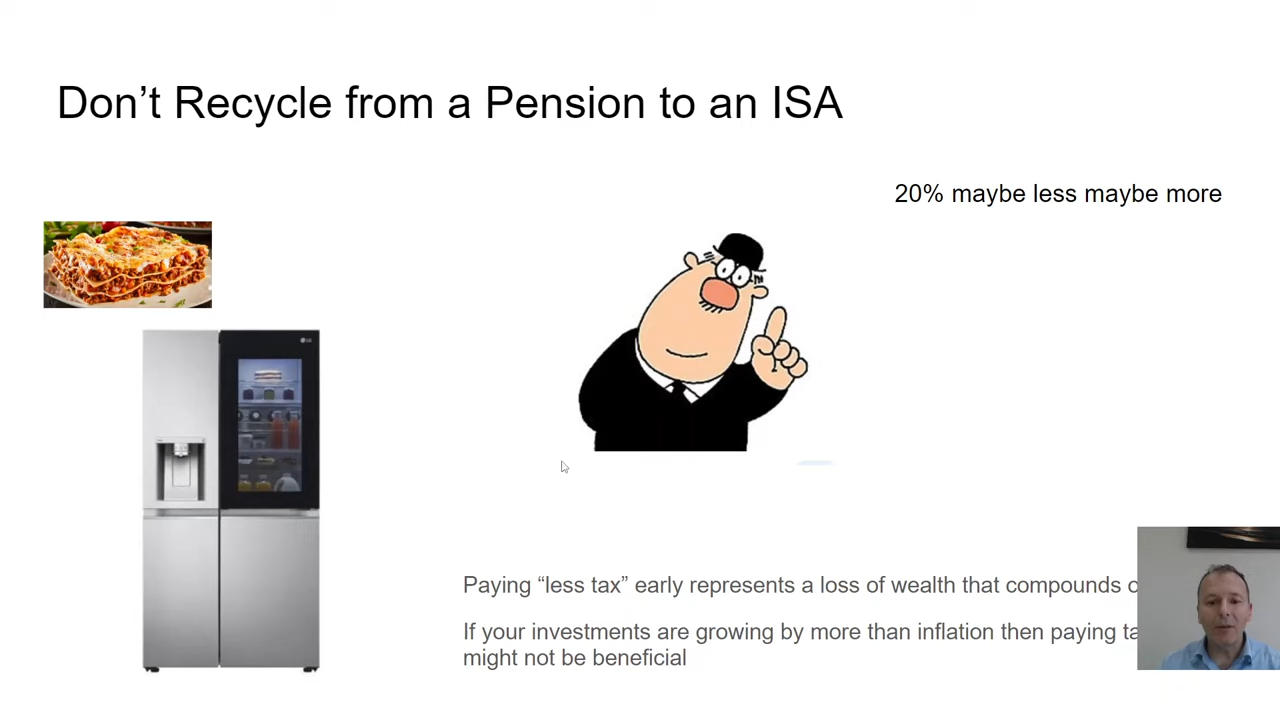 Don't Recycle from a Pension to an ISA
20% maybe less maybe more
LG
Paying “less tax” early represents a loss of wealth that compounds
If your investments are growing by more than inflation then paying
might not be beneficial